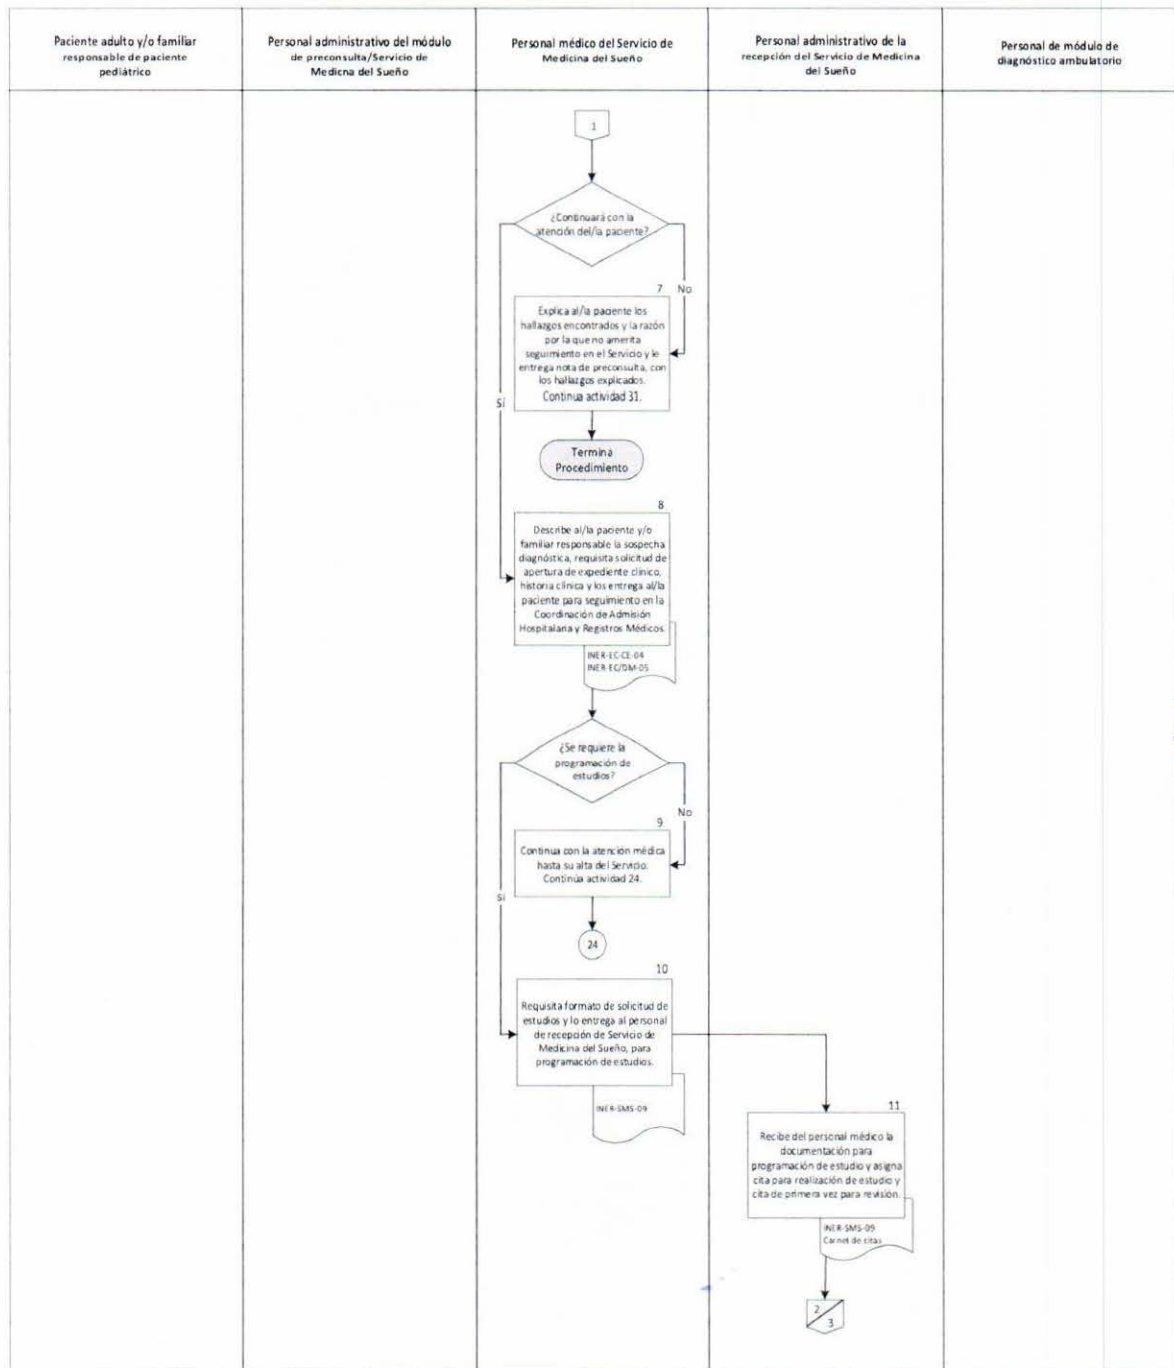 Paciente adulto y/o familiar
responsable de paciente
pediátrico
Personal administrativo del módulo
de preconsulta/Servicio de
Medicna del Sueño
Personal médico del Servicio de
Medicina del Sueño
Personal administrativo de la
recepción del Servicio de Medicina
del Sueño
Personal de módulo de
diagnóstico ambulatorio
1
¿Continuará con la
atención del/la paciente?
No
7
Explica al/la paciente los
hallazgos encontrados y la razón
por la que no amerita
seguimiento en el Servicio y le
entrega nota de preconsulta, con
los hallazgos explicados.
Continua actividad 31.
Sí
Termina
Procedimiento
8
Describe al/la paciente y/o
familiar responsable la sospecha
diagnóstica, requisita solicitud de
apertura de expediente clínico,
historia clínica y los entrega al/la
paciente para seguimiento en la
Coordinación de Admisión
Hospitalaria y Registros Médicos.
INER-EC-CE-04
INER-EC/DM-05
¿Se requiere la
programación de
estudios?
No
9
Continua con la atención médica
hasta su alta del Servicio.
Continúa actividad 24.
Sí
24
10
Requisita formato de solicitud de
estudios y lo entrega al personal
de recepción de Servicio de
Medicina del Sueño, para
programación de estudios.
INER-SMS-09
11
Recibe del personal médico la
documentación para
programación de estudio y asigna
cita para realización de estudio y
cita de primera vez para revisión.
INER-SMS-09
Carnet de citas
2
3